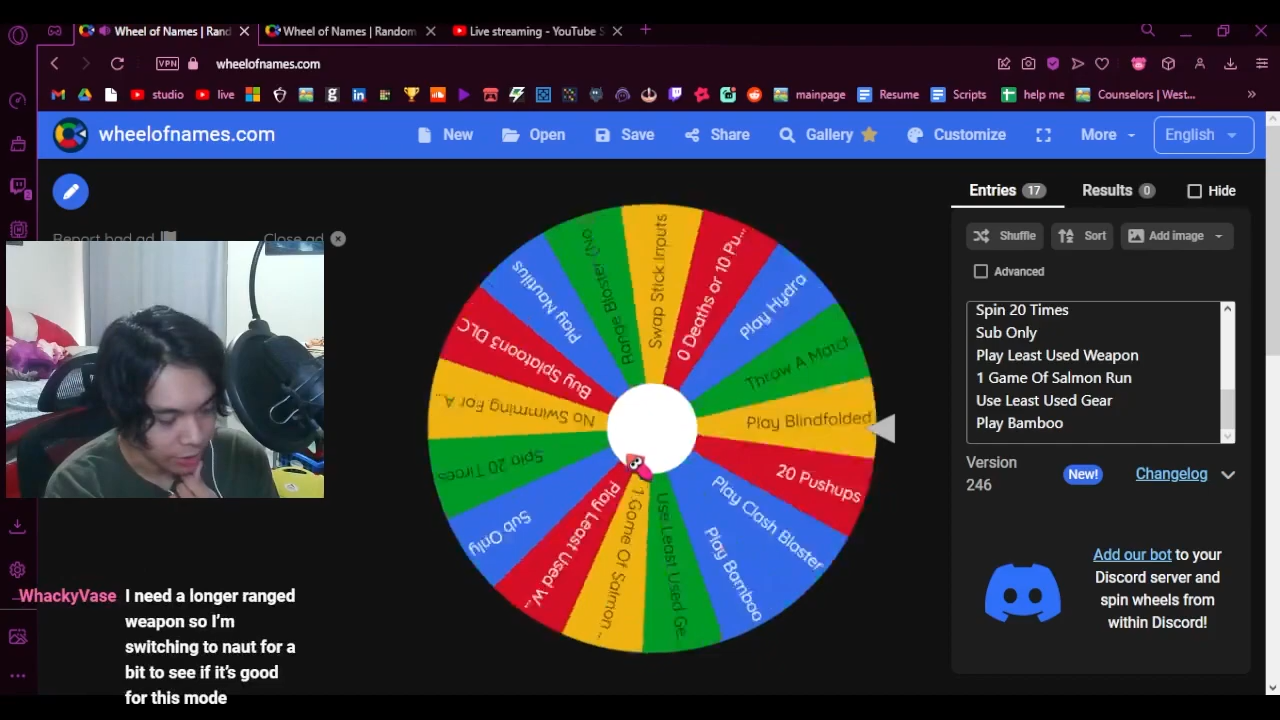 Wheel of Names | Rand
Wheel of Names | Random
Live streaming - YouTube S
VPN
wheelofnames.com
studio
live
mainpage
Resume
Scripts
help me
Counselors | West...
wheelofnames.com
New
Open
Save
Share
Gallery
Customize
More
English
Report bad ad
Close ad
Entries 17
Results 0
Hide
Shuffle
Sort
Add image
Advanced
Spin 20 Times
Sub Only
Play Least Used Weapon
1 Game Of Salmon Run
Use Least Used Gear
Play Bamboo
Version
246
New!
Changelog
Add our bot to your
Discord server and
spin wheels from
within Discord!
Swap Stick Inputs
0 Deaths or 10 Pu...
Play Hydra
Throw A Match
Play Blindfolded
20 Pushups
Play Clash Blaster
Play Bamboo
Use Least Used Ge..
1 Game Of Salmon ...
Play Least Used W...
Sub Only
Spin 20 Times
No Swimming For A...
Buy Splatoon3 DLC
Play Nautilus
Range Blaster (No
WhackyVase I need a longer ranged
weapon so I'm
switching to naut for a
bit to see if it's good
for this mode